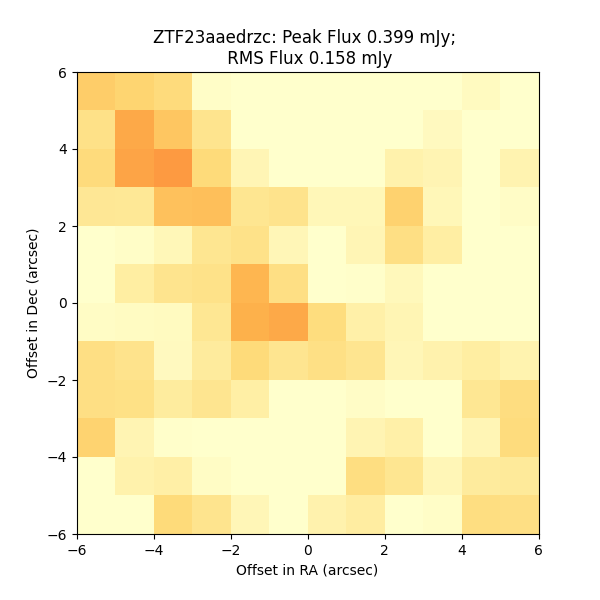 ZTF23aaedrzc: Peak Flux 0.399 mJy;
RMS Flux 0.158 mJy
6
4
2
0
−2
−4
−6
Offset in Dec (arcsec)
−6 −4 −2 0 2 4 6
Offset in RA (arcsec)